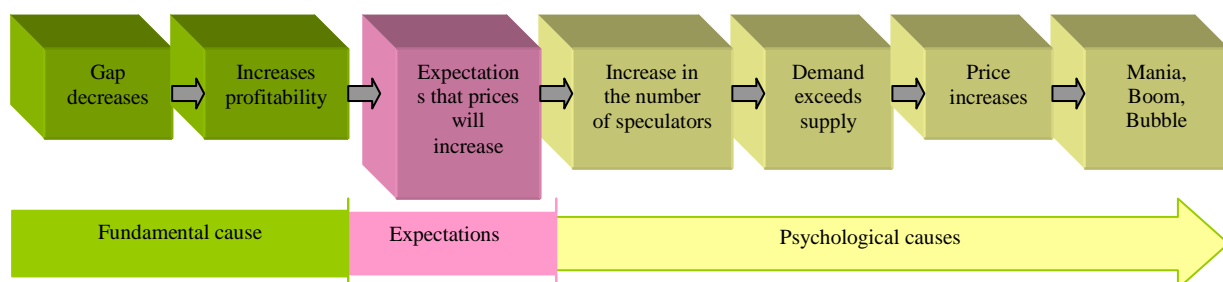 Gap
decreases
Increases
profitability
Expectation
s that prices
will
increase
Increase in
the number
of speculators
Demand
exceeds
supply
Price
increases
Mania,
Boom,
Bubble
Fundamental cause
Expectations
Psychological causes